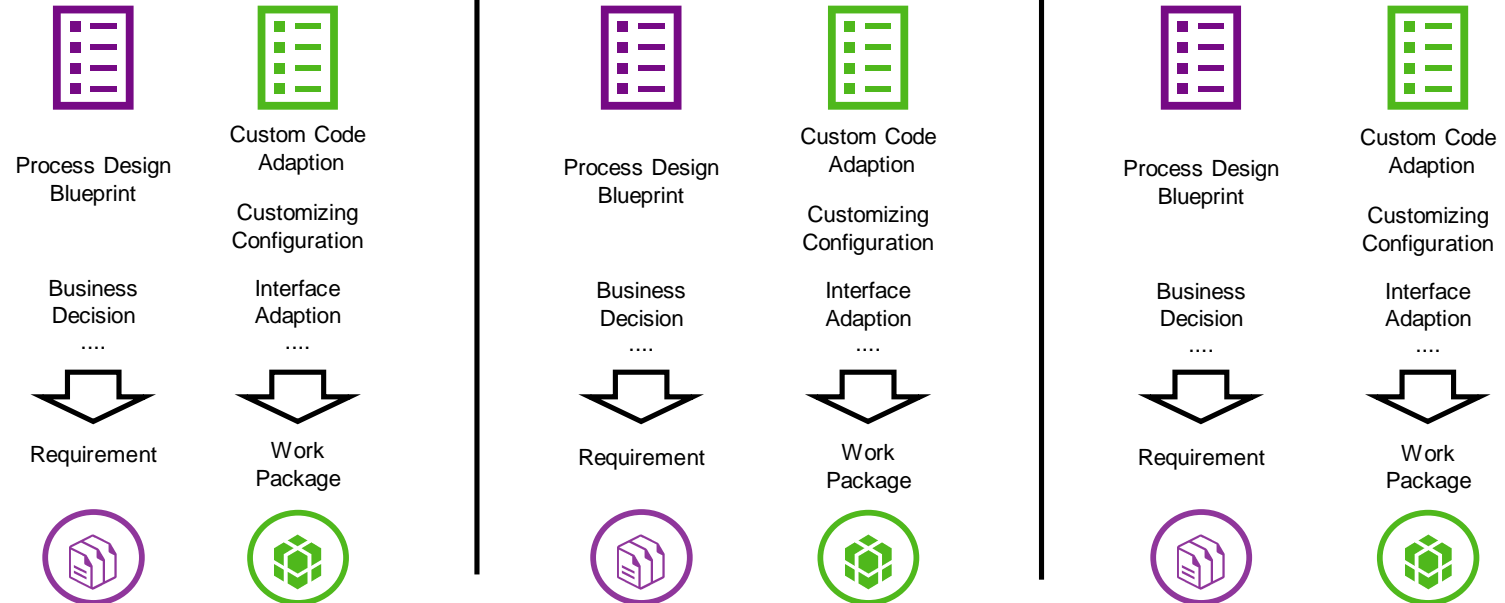 Process Design
Blueprint
Business
Decision
....
Requirement
Custom Code
Adaption
Customizing
Configuration
Interface
Adaption
....
Work
Package
Process Design
Blueprint
Business
Decision
....
Requirement
Custom Code
Adaption
Customizing
Configuration
Interface
Adaption
....
Work
Package
Process Design
Blueprint
Business
Decision
....
Requirement
Custom Code
Adaption
Customizing
Configuration
Interface
Adaption
....
Work
Package